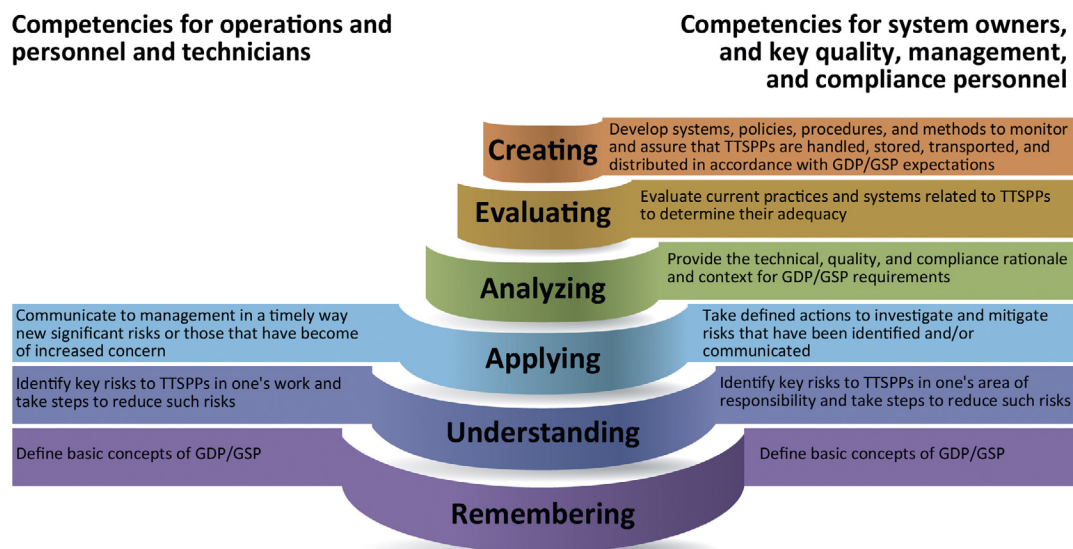 Competencies for operations and
personnel and technicians
Competencies for system owners,
and key quality, management,
and compliance personnel
Creating
Develop systems, policies, procedures, and methods to monitor
and assure that TTSPPs are handled, stored, transported, and
distributed in accordance with GDP/GSP expectations
Evaluating
Evaluate current practices and systems related to TTSPPs
to determine their adequacy
Analyzing
Provide the technical, quality, and compliance rationale
and context for GDP/GSP requirements
Communicate to management in a timely way
new significant risks or those that have become
of increased concern
Applying
Take defined actions to investigate and mitigate
risks that have been identified and/or
communicated
Identify key risks to TTSPPs in one's work and
take steps to reduce such risks
Understanding
Identify key risks to TTSPPs in one's area of
responsibility and take steps to reduce such risks
Define basic concepts of GDP/GSP
Remembering
Define basic concepts of GDP/GSP